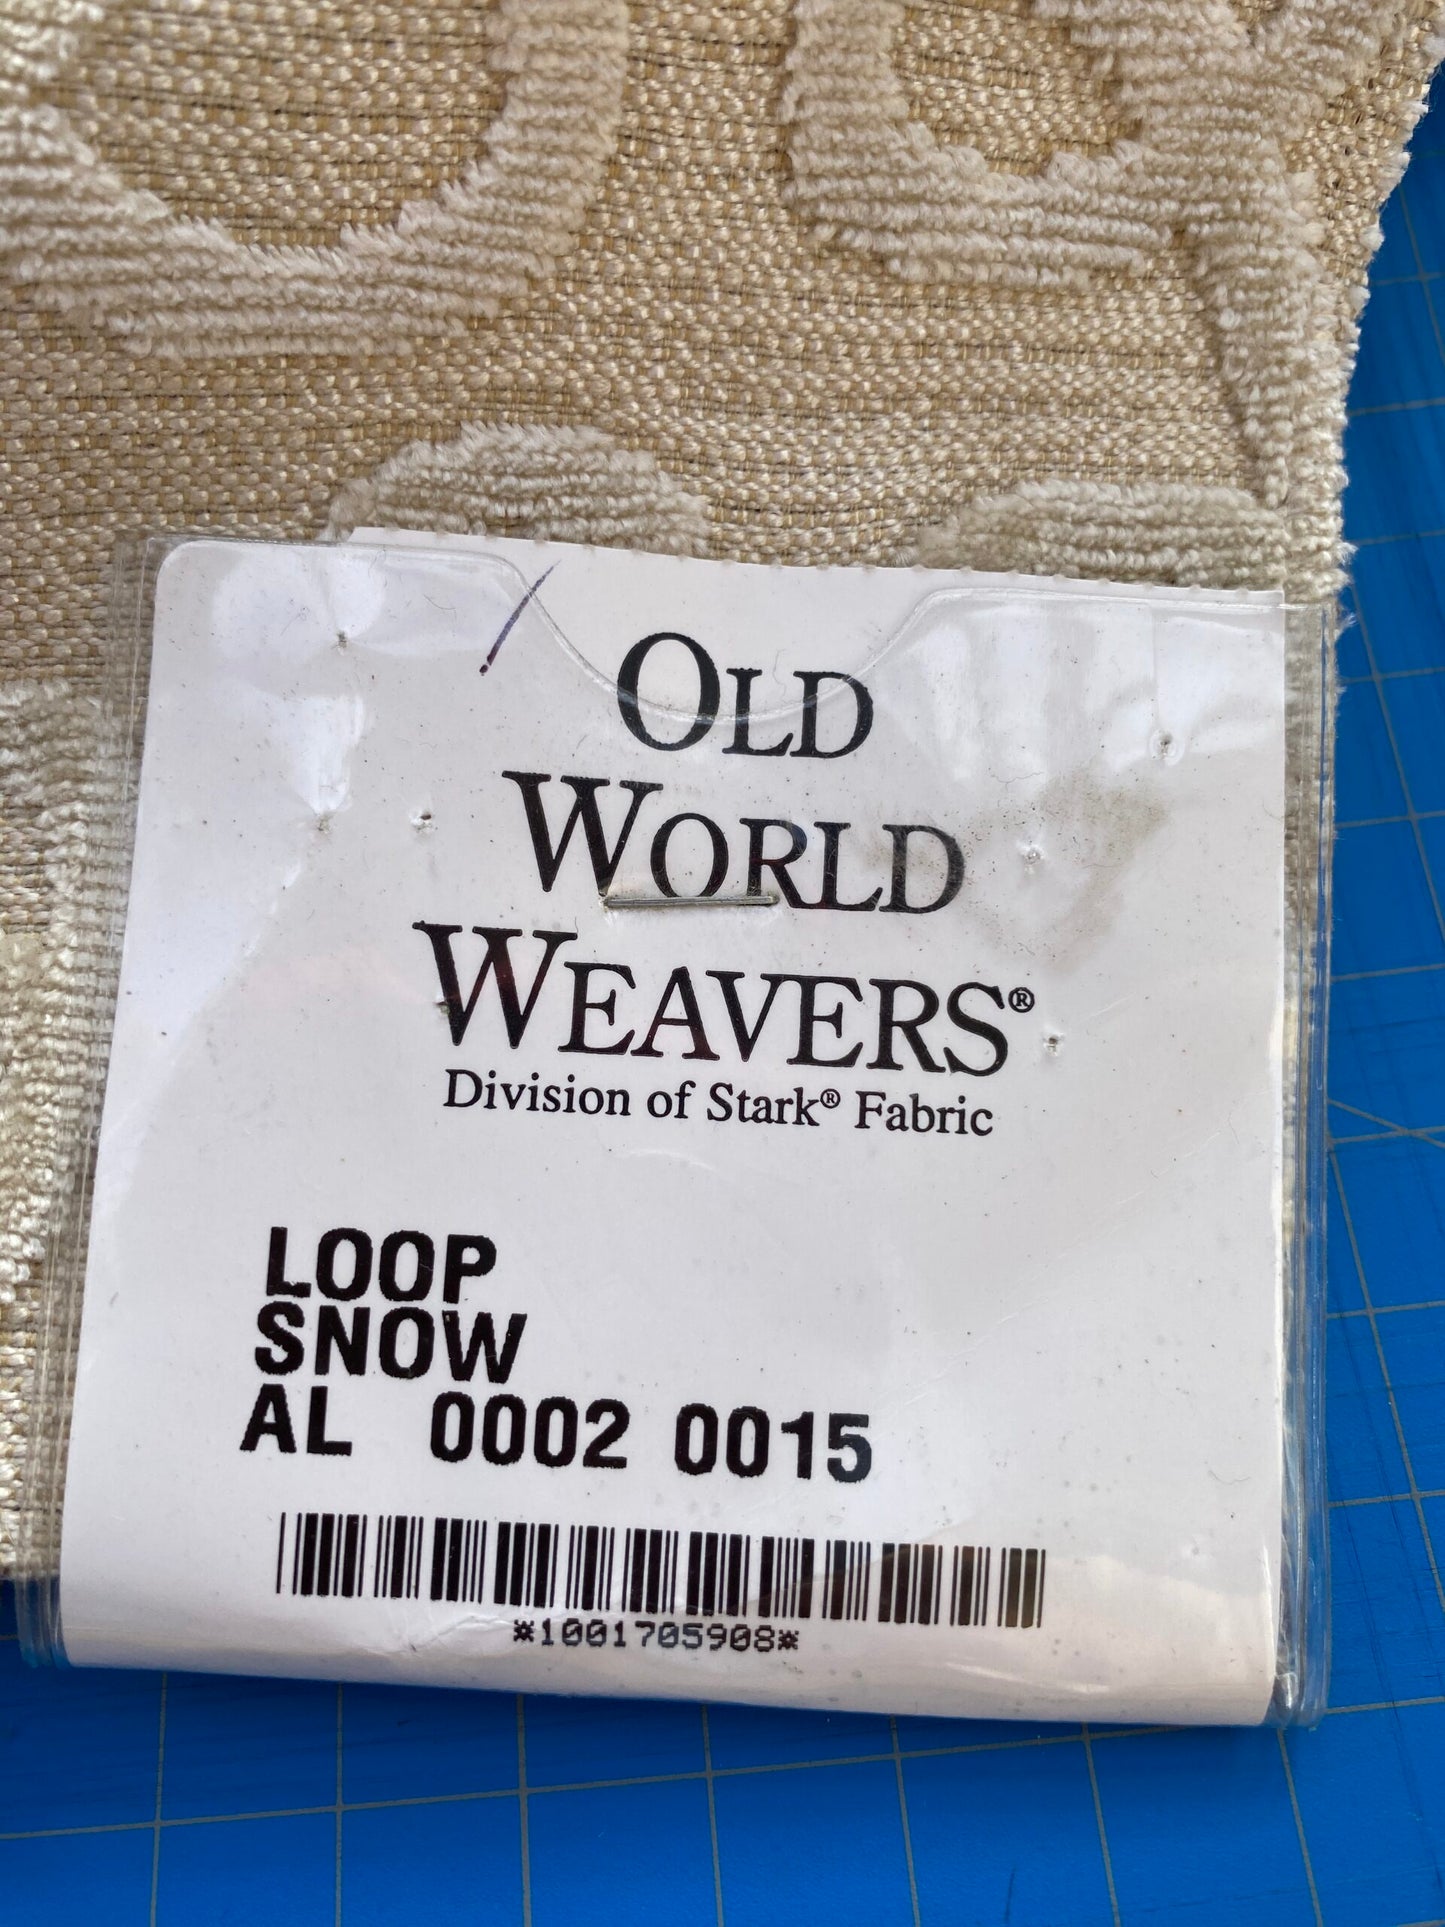 OLD
WORLD
WEAVERS®
Division of Stark® Fabric
LOOP
SNOW
AL 0002 0015
*1001705908*